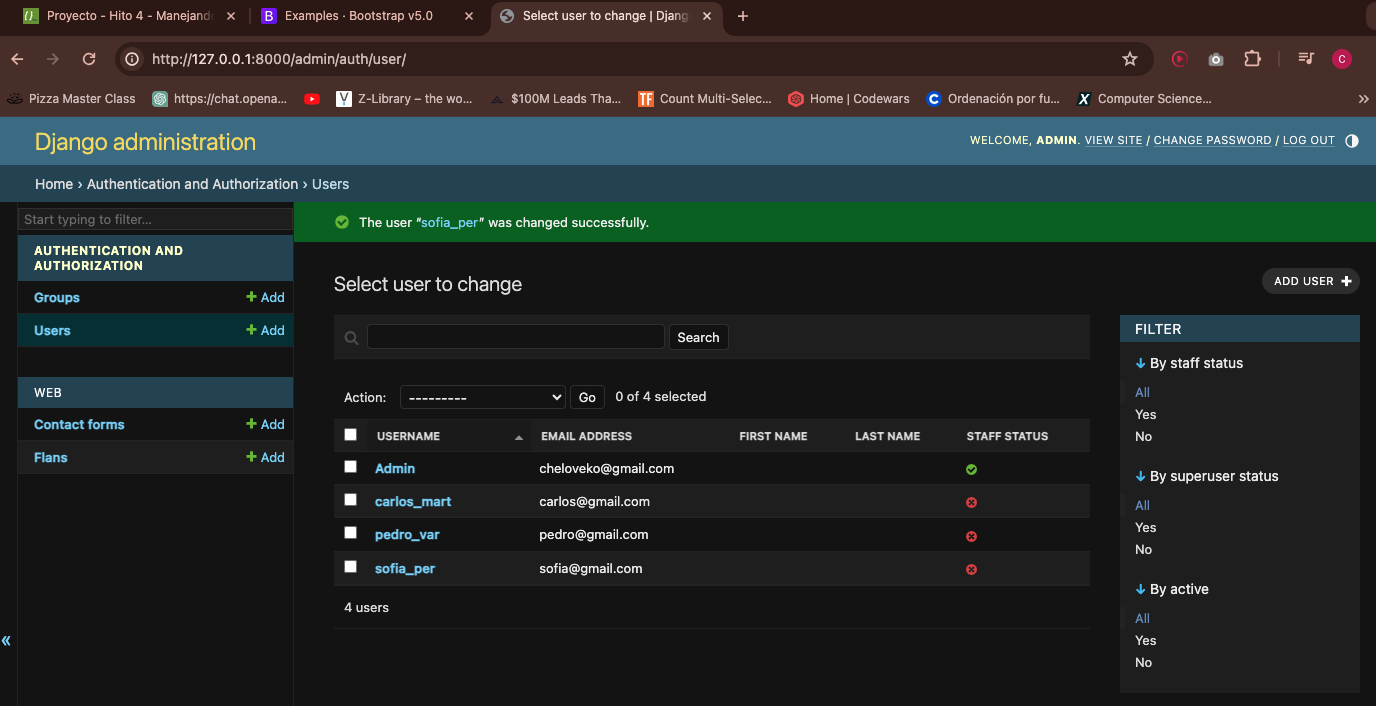 Proyecto - Hito 4 - Manejand
Examples · Bootstrap v5.0
Select user to change | Djang
http://127.0.0.1:8000/admin/auth/user/
C
Pizza Master Class
https://chat.opena...
Z-Library – the wo...
$100M Leads Tha...
TF Count Multi-Selec...
Home | Codewars
Ordenación por fu...
Computer Science...
»
Django administration
WELCOME, ADMIN. VIEW SITE / CHANGE PASSWORD / LOG OUT
Home › Authentication and Authorization › Users
Start typing to filter...
AUTHENTICATION AND
AUTHORIZATION
Groups + Add
Users + Add
WEB
Contact forms + Add
Flans + Add
«
The user “sofia_per” was changed successfully.
Select user to change
ADD USER +
Search
Action: --------- Go 0 of 4 selected
USERNAME EMAIL ADDRESS FIRST NAME LAST NAME STAFF STATUS
Admin cheloveko@gmail.com
carlos_mart carlos@gmail.com
pedro_var pedro@gmail.com
sofia_per sofia@gmail.com
4 users
FILTER
↓ By staff status
All
Yes
No
↓ By superuser status
All
Yes
No
↓ By active
All
Yes
No